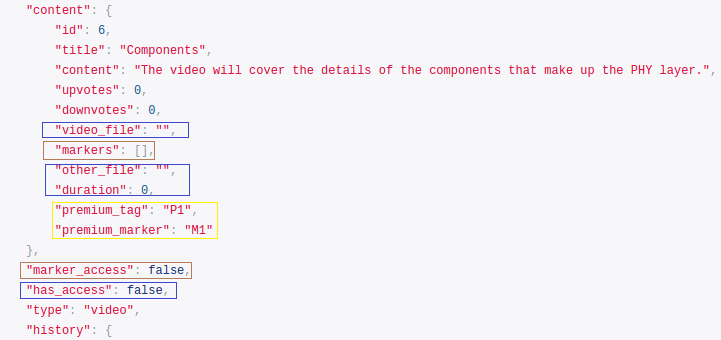 "content": {
"id": 6,
"title": "Components",
"content": "The video will cover the details of the components that make up the PHY layer.",
"upvotes": 0,
"downvotes": 0,
"video_file": "",
"markers": [],
"other_file": "",
"duration": 0,
"premium_tag": "P1",
"premium_marker": "M1"
},
"marker_access": false,
"has_access": false,
"type": "video",
"history": {